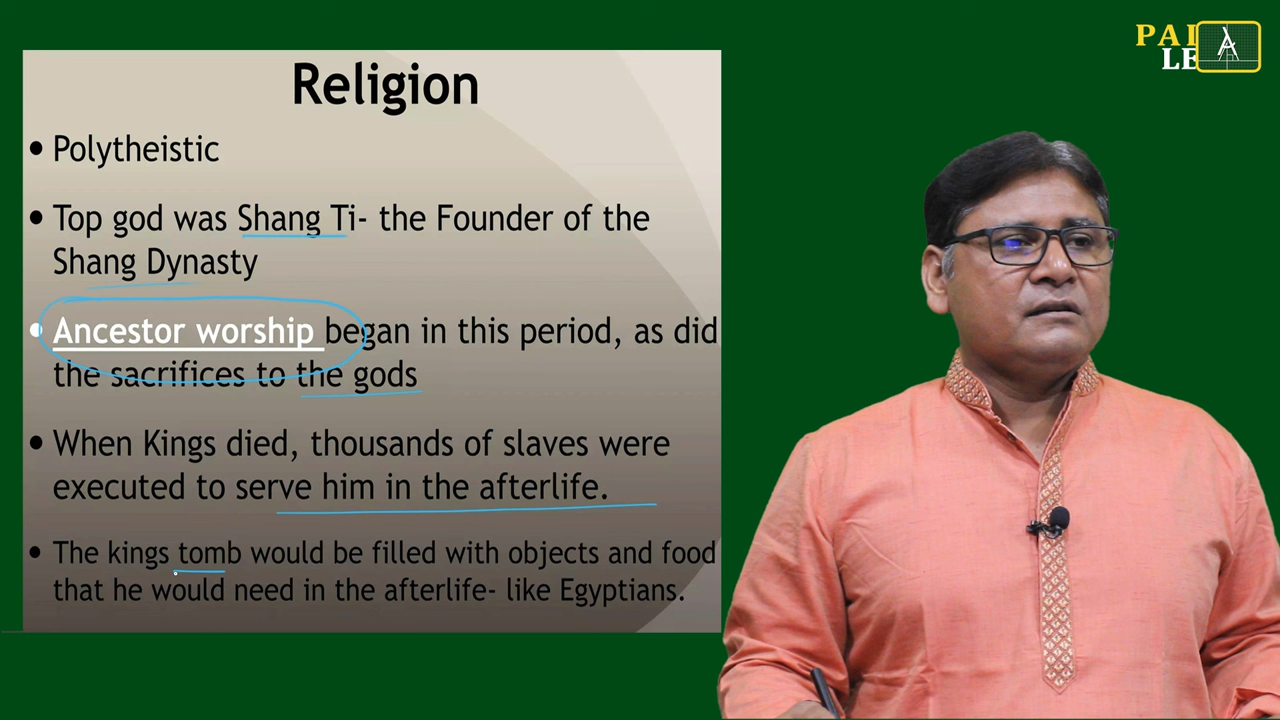 PAI
LE
Religion
• Polytheistic
• Top god was Shang Ti- the Founder of the
Shang Dynasty
• Ancestor worship began in this period, as did
the sacrifices to the gods
• When Kings died, thousands of slaves were
executed to serve him in the afterlife.
• The kings tomb would be filled with objects and food
that he would need in the afterlife- like Egyptians.